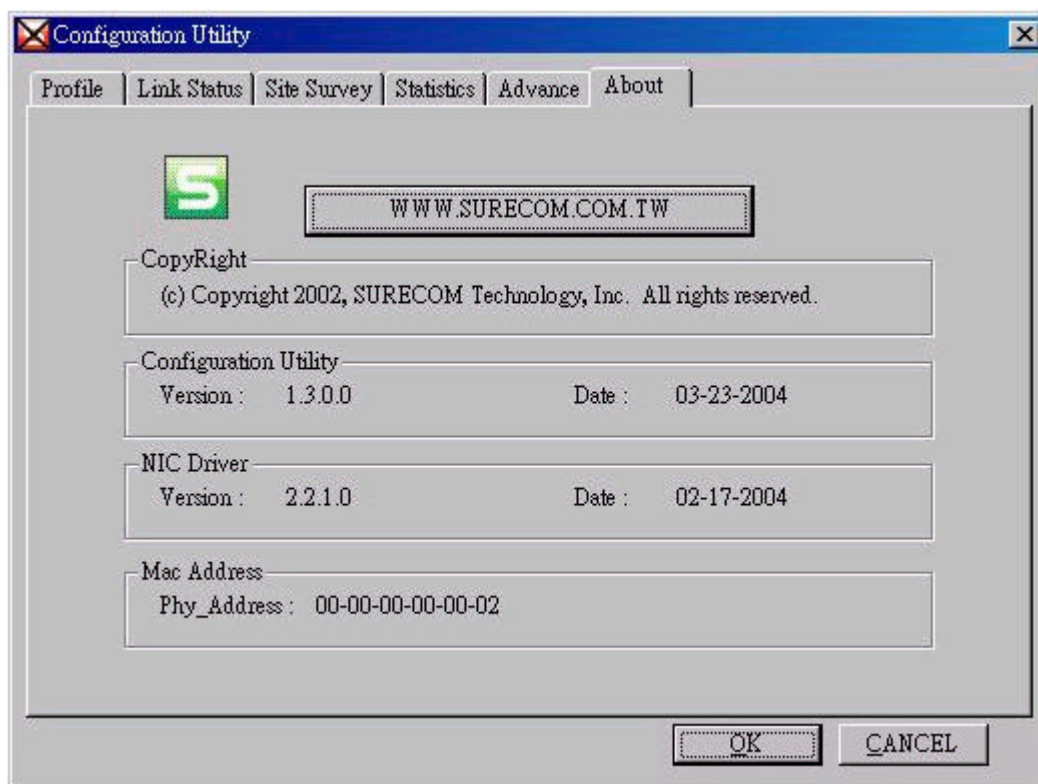 Configuration Utility
Profile Link Status Site Survey Statistics Advance About
S
WWW.SURECOM.COM.TW
CopyRight
(c) Copyright 2002, SURECOM Technology, Inc. All rights reserved.
Configuration Utility
Version : 1.3.0.0 Date : 03-23-2004
NIC Driver
Version : 2.2.1.0 Date : 02-17-2004
Mac Address
Phy_Address : 00-00-00-00-00-02
OK CANCEL